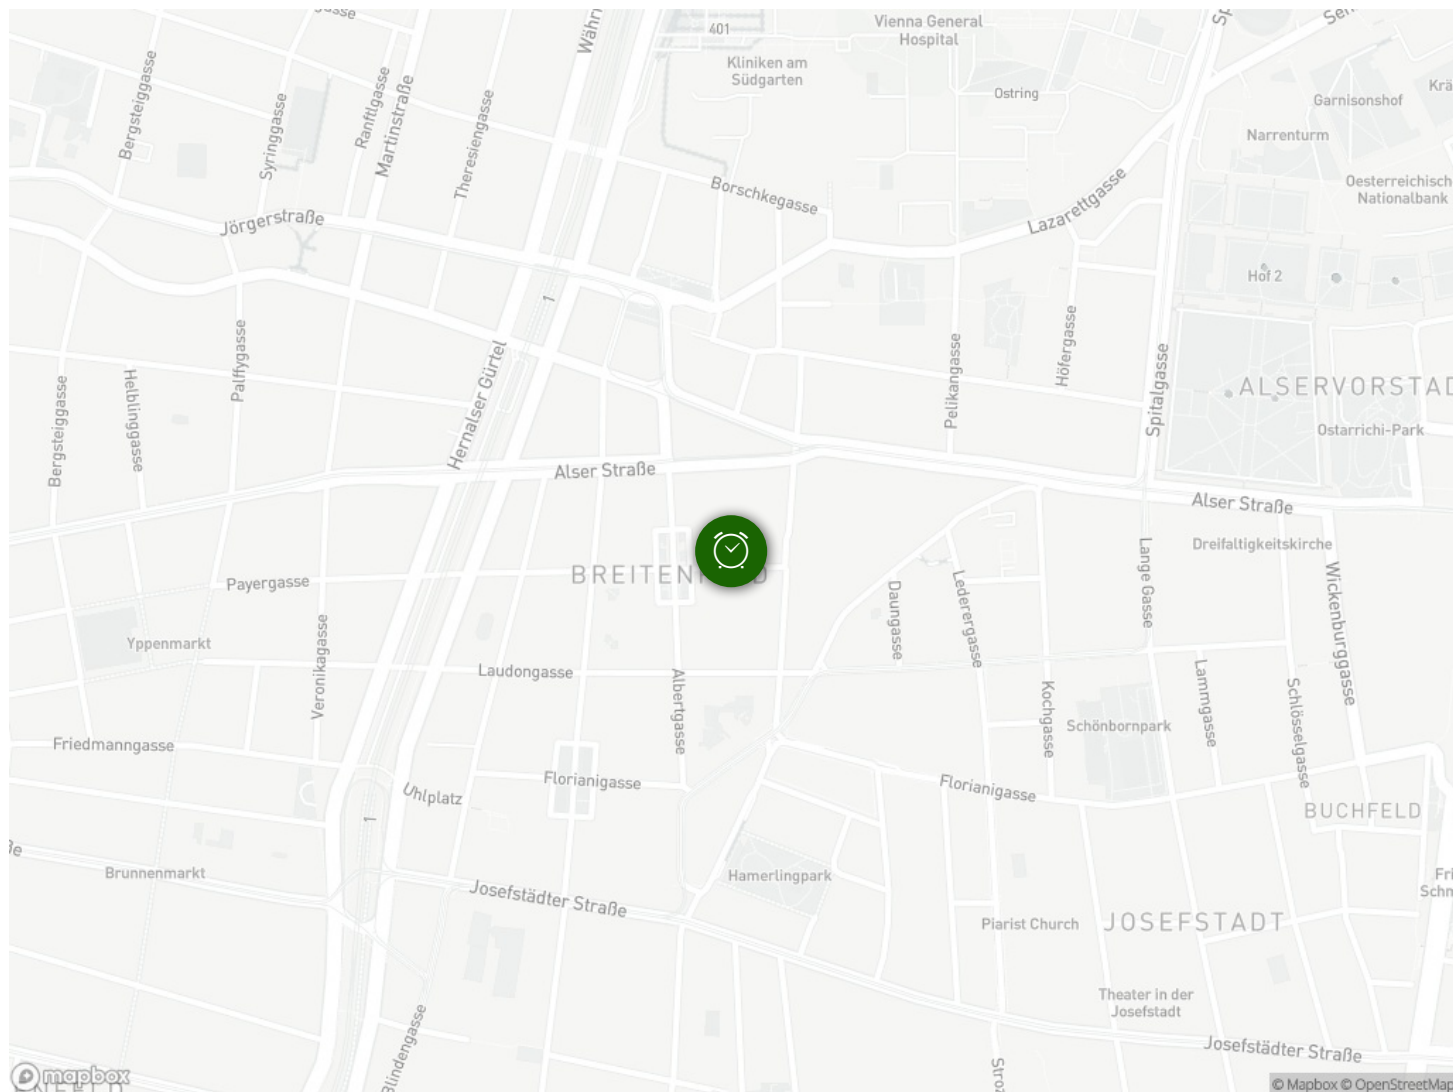 401
Vienna General
Hospital
Kliniken am
Südgarten
Ostring
Garnisonshof
Narrenturm
Bergsteiggasse
Syringgasse
Ranftlgasse
Martinstraße
Theresiengasse
Borschkegasse
Lazarettgasse
Oesterreichisch
Nationalbank
Jörgerstraße
Hof 2
1
Palffygasse
Hernalser Gürtel
Pelikangasse
Höfergasse
Spitalgasse
Bergsteiggasse
Helblinggasse
ALSERVORSTAD
Ostarrichi-Park
Alser Straße
Alser Straße
Dreifaltigkeitskirche
BREITENF
D
Payergasse
Daungasse
Lederergasse
Lange Gasse
Wickenburggasse
Yppenmarkt
Veronikagasse
Laudongasse
Albertgasse
Kochgasse
Schönbornpark
Lammgasse
Schlösselgasse
Friedmanngasse
Florianigasse
Florianigasse
Uhlplatz
1
BUCHFELD
Brunnenmarkt
Hamerlingpark
Josefstädter Straße
Piarist Church
JOSEFSTADT
Theater in der
Josefstadt
Blindengasse
Josefstädter Straße
mapbox
© Mapbox © OpenStreetMap